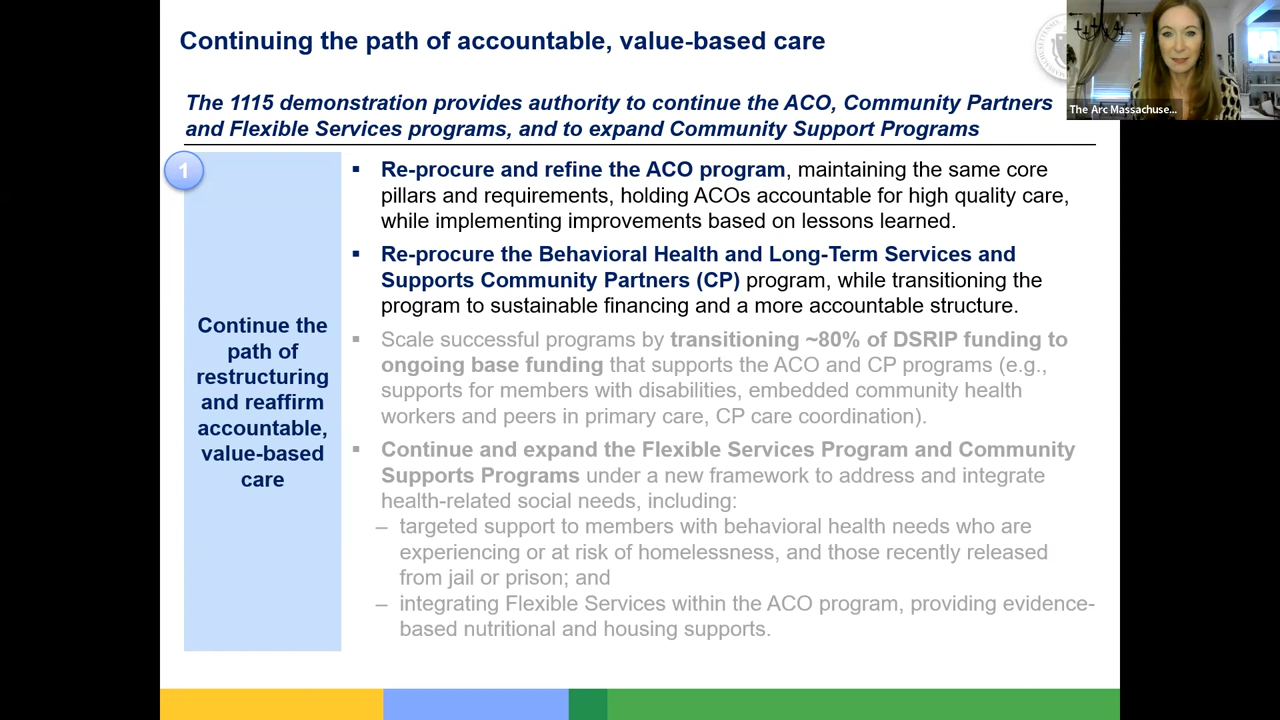 Continuing the path of accountable, value-based care
The Arc Massachuse...
The 1115 demonstration provides authority to continue the ACO, Community Partners
and Flexible Services programs, and to expand Community Support Programs
1
Continue the
path of
restructuring
and reaffirm
accountable,
value-based
care
▪ Re-procure and refine the ACO program, maintaining the same core
pillars and requirements, holding ACOs accountable for high quality care,
while implementing improvements based on lessons learned.
▪ Re-procure the Behavioral Health and Long-Term Services and
Supports Community Partners (CP) program, while transitioning the
program to sustainable financing and a more accountable structure.
▪ Scale successful programs by transitioning ~80% of DSRIP funding to
ongoing base funding that supports the ACO and CP programs (e.g.,
supports for members with disabilities, embedded community health
workers and peers in primary care, CP care coordination).
▪ Continue and expand the Flexible Services Program and Community
Supports Programs under a new framework to address and integrate
health-related social needs, including:
– targeted support to members with behavioral health needs who are
experiencing or at risk of homelessness, and those recently released
from jail or prison; and
– integrating Flexible Services within the ACO program, providing evidence-
based nutritional and housing supports.